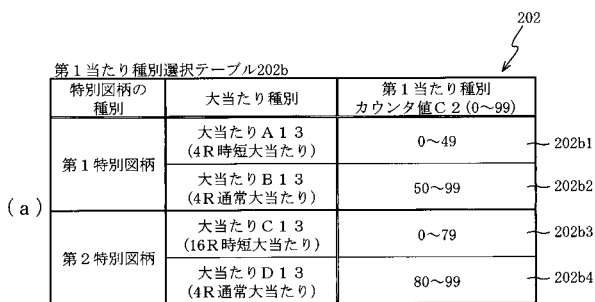 202
第１当たり種別選択テーブル202b
特別図柄の
種別
大当たり種別
第１当たり種別
カウンタ値Ｃ２(0～99)
(a)
第１特別図柄
大当たりＡ１３
(4R時短大当たり)
0～49
202b1
大当たりＢ１３
(4R通常大当たり)
50～99
202b2
第２特別図柄
大当たりＣ１３
(16R時短大当たり)
0～79
202b3
大当たりＤ１３
(4R通常大当たり)
80～99
202b4